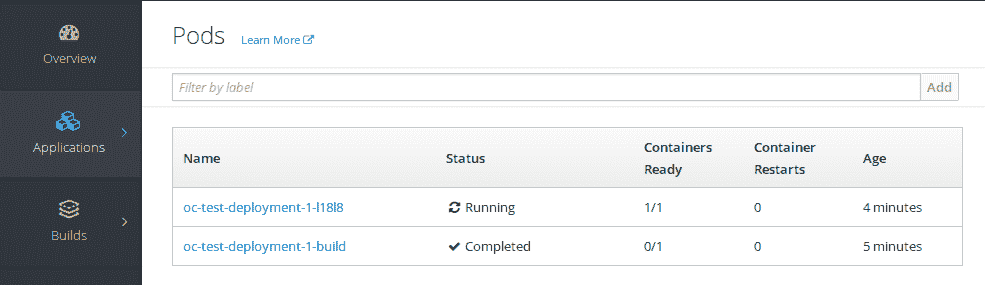 Overview
Applications
Builds
Pods Learn More
Filter by label Add
Name Status Containers Ready Container Restarts Age
oc-test-deployment-1-l18l8 Running 1/1 0 4 minutes
oc-test-deployment-1-build Completed 0/1 0 5 minutes